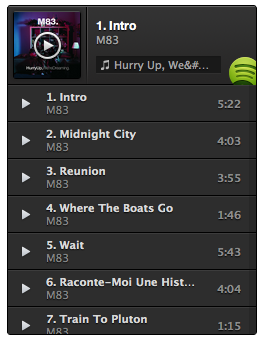 M83.
Hurry Up, We're Dreaming
1. Intro
M83
Hurry Up, We&#...
1. Intro
M83
5:22
2. Midnight City
M83
4:03
3. Reunion
M83
3:55
4. Where The Boats Go
M83
1:46
5. Wait
M83
5:43
6. Raconte-Moi Une Hist...
M83
4:04
7. Train To Pluton
M83
1:15